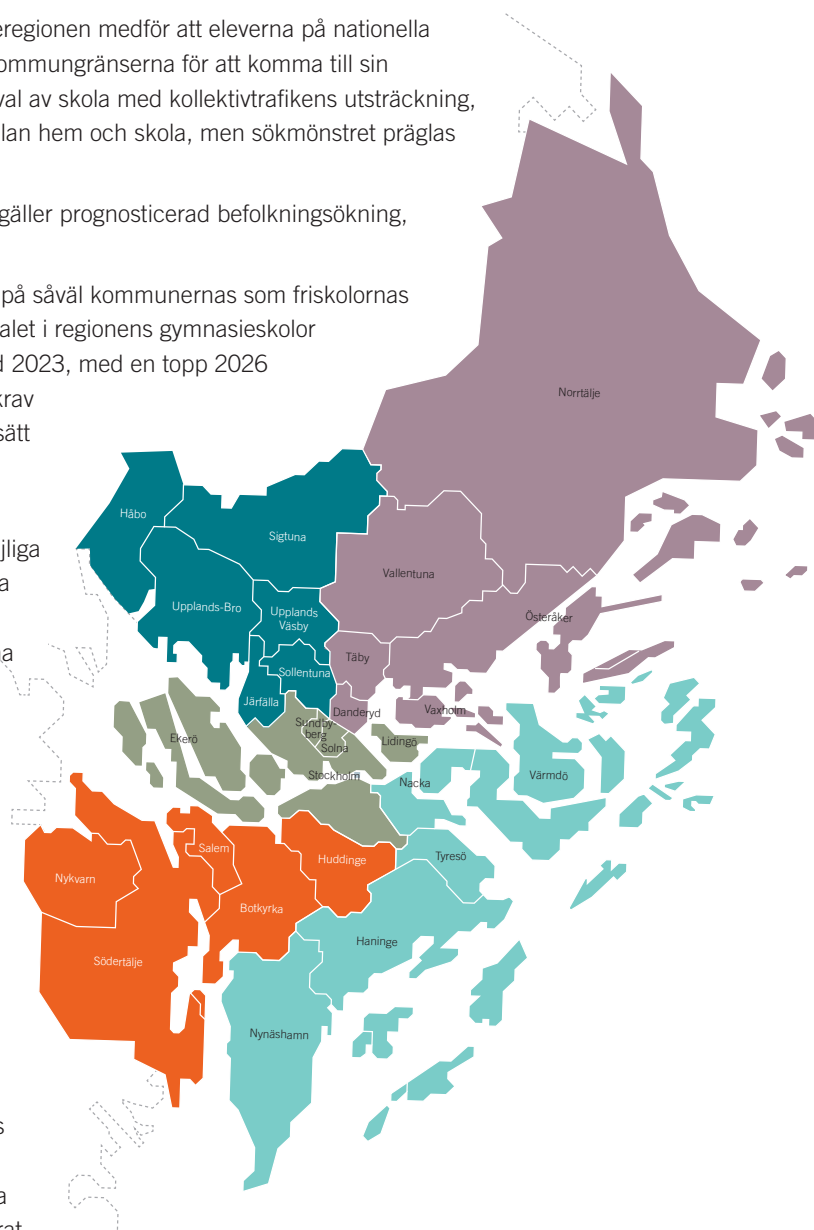 eregionen medför att eleverna på nationella
ommungränserna för att komma till sin
val av skola med kollektivtrafikens utsträckning,
lan hem och skola, men sökmönstret präglas
gäller prognosticerad befolkningsökning,
på såväl kommunernas som friskolornas
alet i regionens gymnasieskolor
d 2023, med en topp 2026
krav
sätt
jliga
a
na
s
a
rat
Norrtälje
Håbo
Sigtuna
Vallentuna
Upplands-Bro
Upplands
Väsby
Österåker
Täby
Sollentuna
Järfälla
Danderyd
Vaxholm
Sundby-
berg
Solna
Lidingö
Ekerö
Stockholm
Nacka
Värmdö
Salem
Huddinge
Tyresö
Nykvarn
Botkyrka
Haninge
Södertälje
Nynäshamn